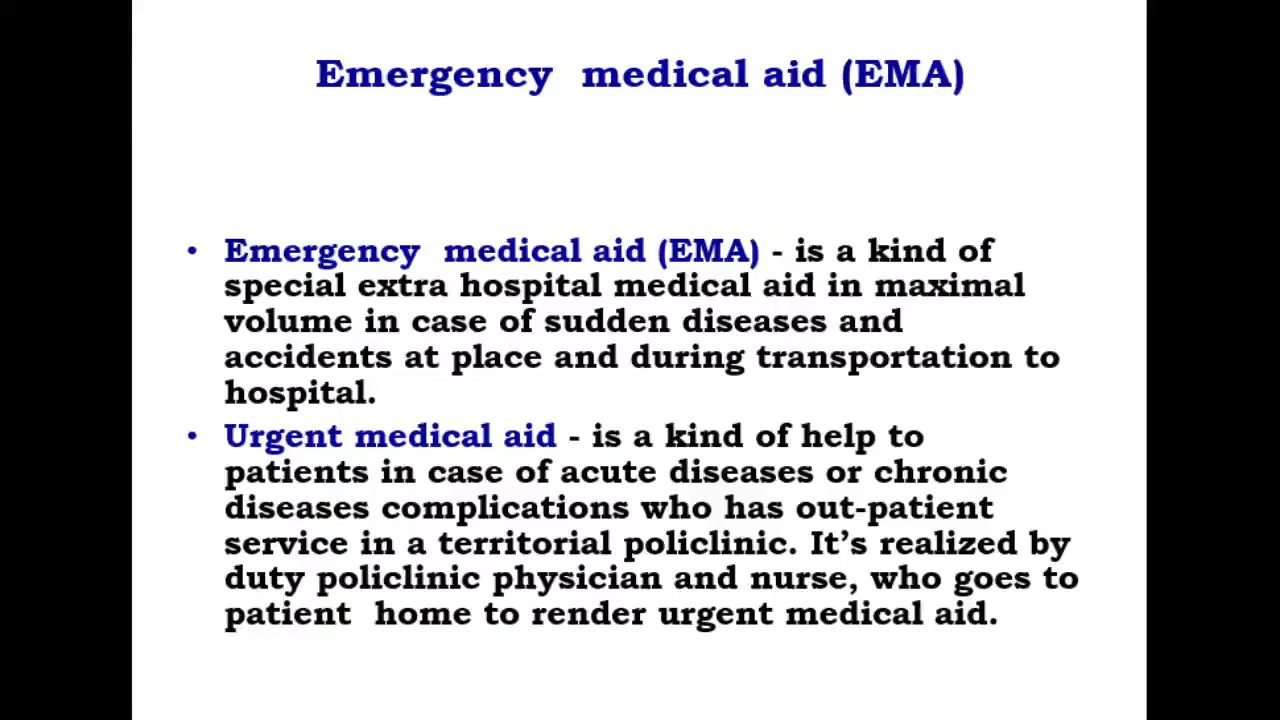 Emergency  medical aid (EMA)
• Emergency  medical aid (EMA) - is a kind of
special extra hospital medical aid in maximal
volume in case of sudden diseases and
accidents at place and during transportation to
hospital.
• Urgent medical aid - is a kind of help to
patients in case of acute diseases or chronic
diseases complications who has out-patient
service in a territorial policlinic. It’s realized by
duty policlinic physician and nurse, who goes to
patient  home to render urgent medical aid.